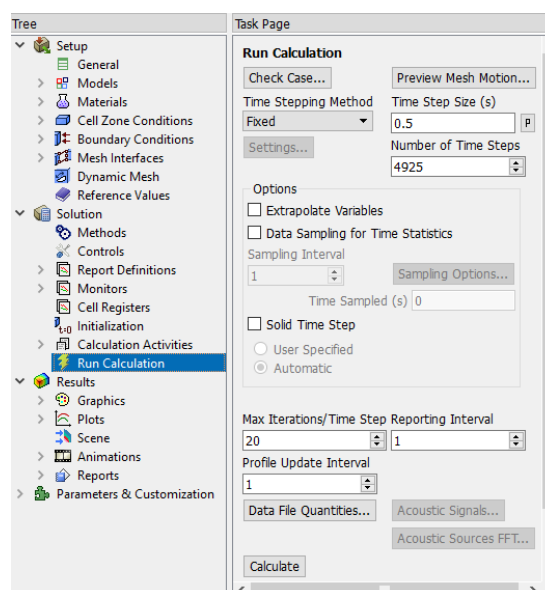 Tree
Setup
General
Models
Materials
Cell Zone Conditions
Boundary Conditions
Mesh Interfaces
Dynamic Mesh
Reference Values
Solution
Methods
Controls
Report Definitions
Monitors
Cell Registers
t=0 Initialization
Calculation Activities
Run Calculation
Results
Graphics
Plots
Scene
Animations
Reports
Parameters & Customization
Task Page
Run Calculation
Check Case... Preview Mesh Motion...
Time Stepping Method Time Step Size (s)
Fixed 0.5 P
Settings... Number of Time Steps
4925
Options
Extrapolate Variables
Data Sampling for Time Statistics
Sampling Interval
1 Sampling Options...
Time Sampled (s) 0
Solid Time Step
User Specified
Automatic
Max Iterations/Time Step Reporting Interval
20 1
Profile Update Interval
1
Data File Quantities... Acoustic Signals...
Acoustic Sources FFT...
Calculate